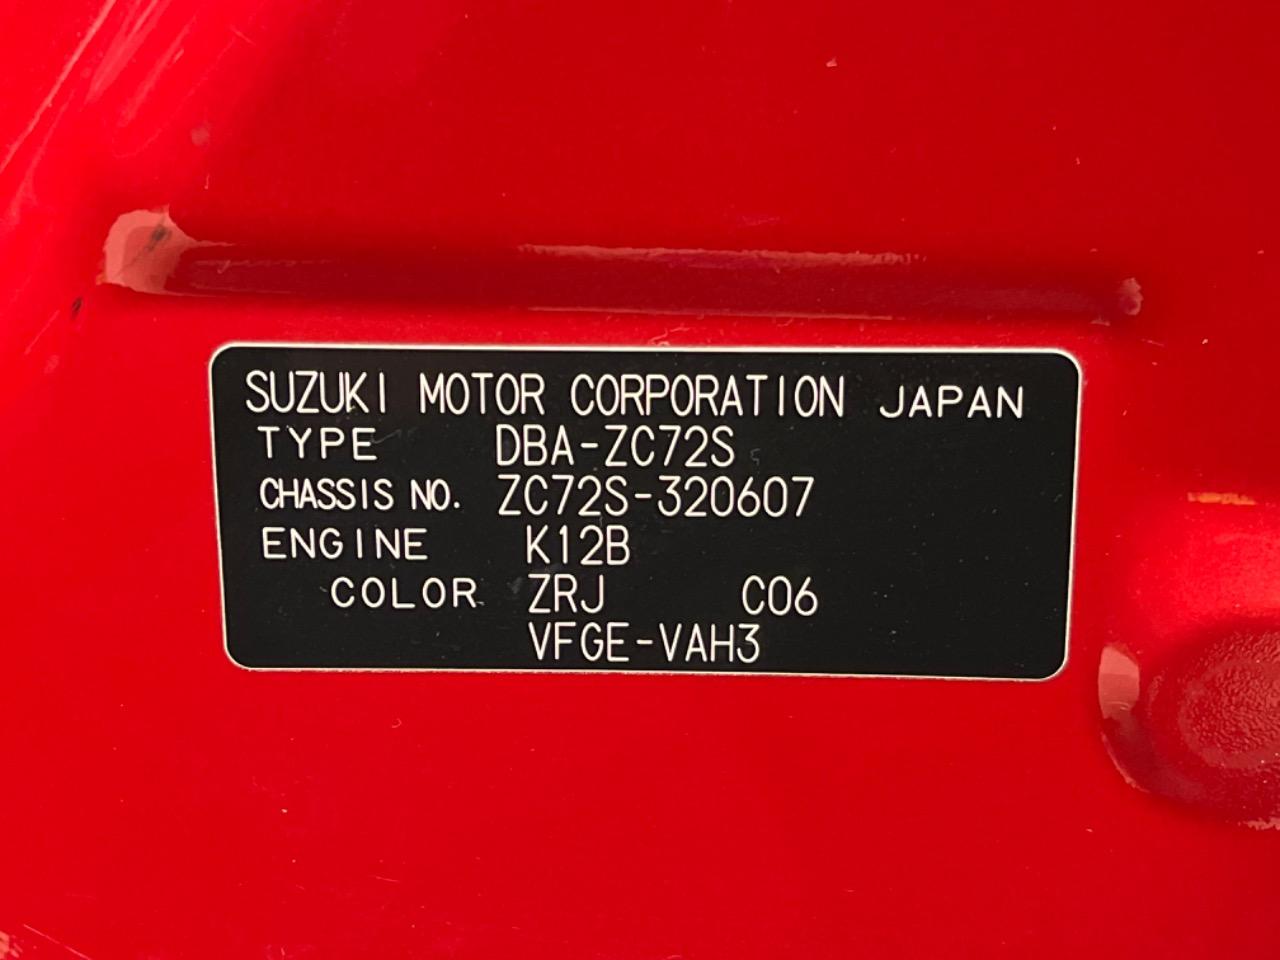 SUZUKI MOTOR CORPORATION JAPAN
TYPE DBA-ZC72S
CHASSIS NO. ZC72S-320607
ENGINE K12B
COLOR ZRJ C06
VFGE-VAH3